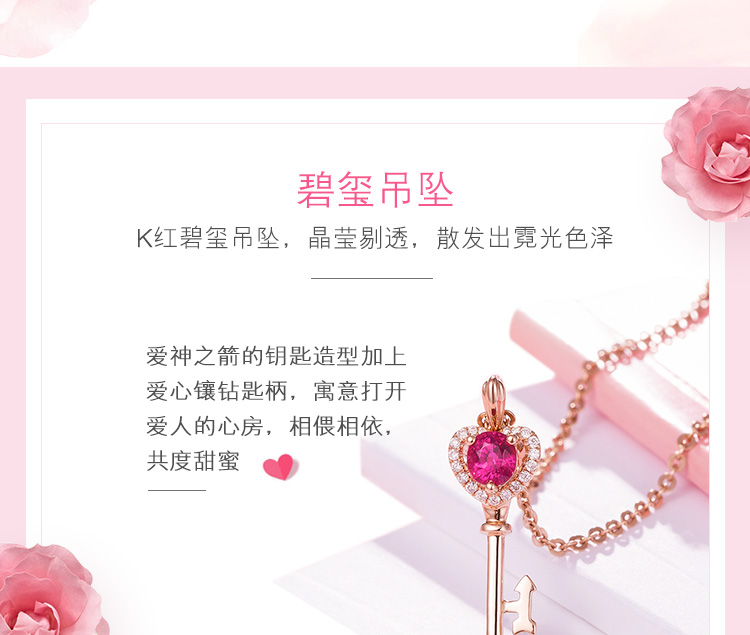 碧玺吊坠
K红碧玺吊坠，晶莹剔透，散发出霓光色泽
爱神之箭的钥匙造型加上
爱心镶钻匙柄，寓意打开
爱人的心房，相偎相依，
共度甜蜜